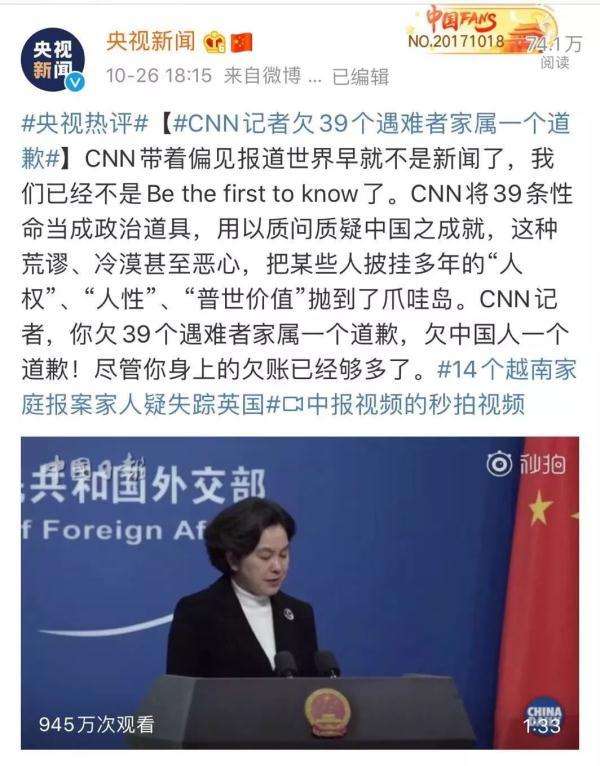 央视新闻
中国FANS
NO.20171018
74.1万
阅读
央视
新闻
10-26 18:15 来自微博 ... 已编辑
#央视热评#【#CNN记者欠39个遇难者家属一个道
歉#】CNN带着偏见报道世界早就不是新闻了，我
们已经不是Be the first to know了。CNN将39条性
命当成政治道具，用以质问质疑中国之成就，这种
荒谬、冷漠甚至恶心，把某些人披挂多年的“人
权”、“人性”、“普世价值”抛到了爪哇岛。CNN记
者，你欠39个遇难者家属一个道歉，欠中国人一个
道歉！尽管你身上的欠账已经够多了。#14个越南家
庭报案家人疑失踪英国#中报视频的秒拍视频
中国日报
秒拍
共和国外交部
of Foreign Af
945万次观看
CHINA
DAILY
1:33